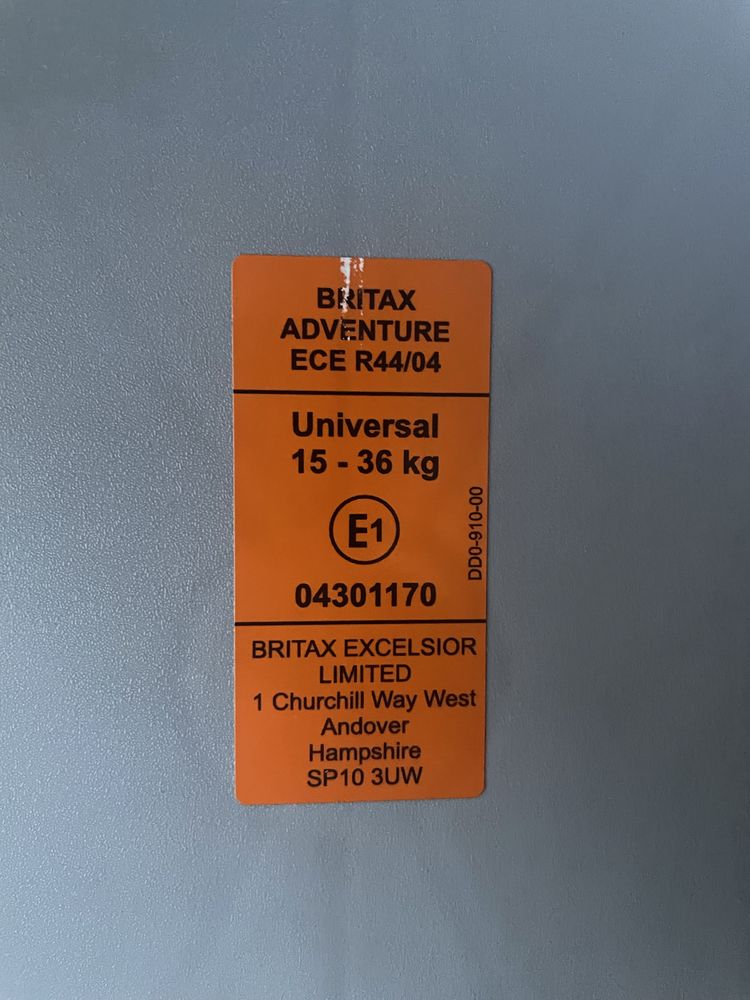 BRITAX
ADVENTURE
ECE R44/04
Universal
15 - 36 kg
E1
04301170
DD0-910-00
BRITAX EXCELSIOR
LIMITED
1 Churchill Way West
Andover
Hampshire
SP10 3UW